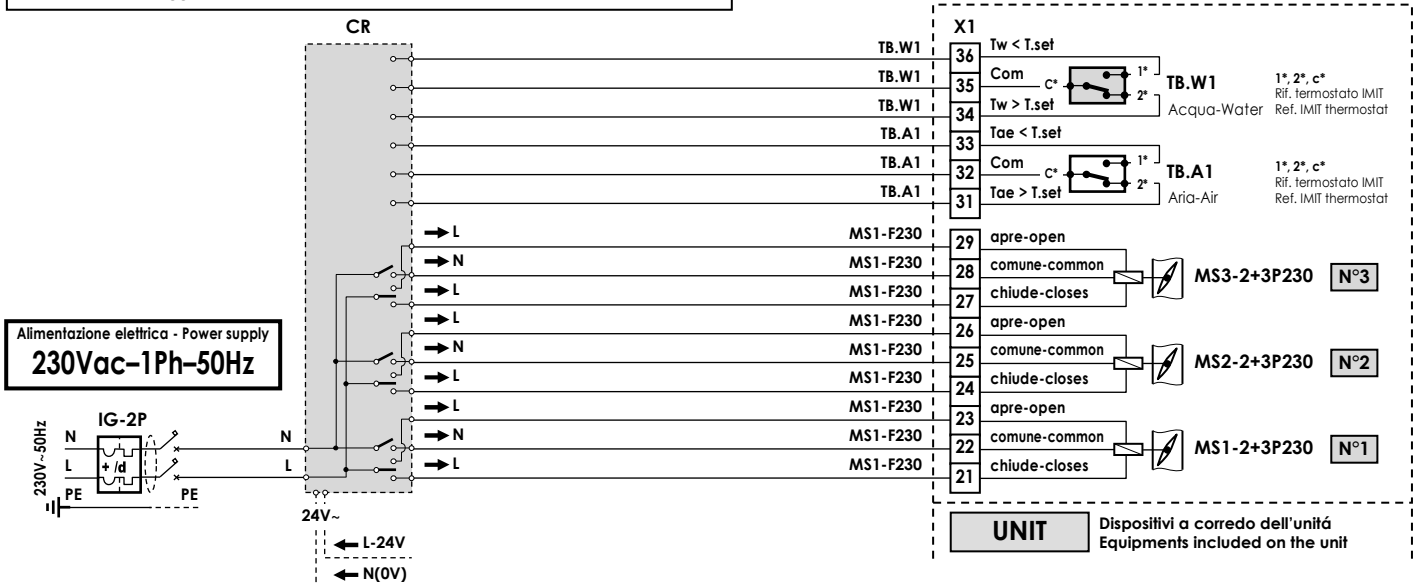 CR
X1
TB.W1
36
Tw < T.set
TB.W1
35
Com
C*
1*
2*
TB.W1
Acqua-Water
1*, 2*, c*
Rif. termostato IMIT
Ref. IMIT thermostat
TB.W1
34
Tw > T.set
TB.A1
33
Tae < T.set
TB.A1
32
Com
C*
1*
2*
TB.A1
Aria-Air
1*, 2*, c*
Rif. termostato IMIT
Ref. IMIT thermostat
TB.A1
31
Tae > T.set
L
MS1-F230
29
apre-open
N
MS1-F230
28
comune-common
MS3-2+3P230
N°3
L
MS1-F230
27
chiude-closes
L
MS1-F230
26
apre-open
N
MS1-F230
25
comune-common
MS2-2+3P230
N°2
L
MS1-F230
24
chiude-closes
L
MS1-F230
23
apre-open
N
MS1-F230
22
comune-common
MS1-2+3P230
N°1
L
MS1-F230
21
chiude-closes
Alimentazione elettrica - Power supply
230Vac–1Ph–50Hz
IG-2P
230V~50Hz
N
N
L
+ /d
L
PE
PE
24V~
L-24V
N(0V)
UNIT
Dispositivi a corredo dell'unitá
Equipments included on the unit